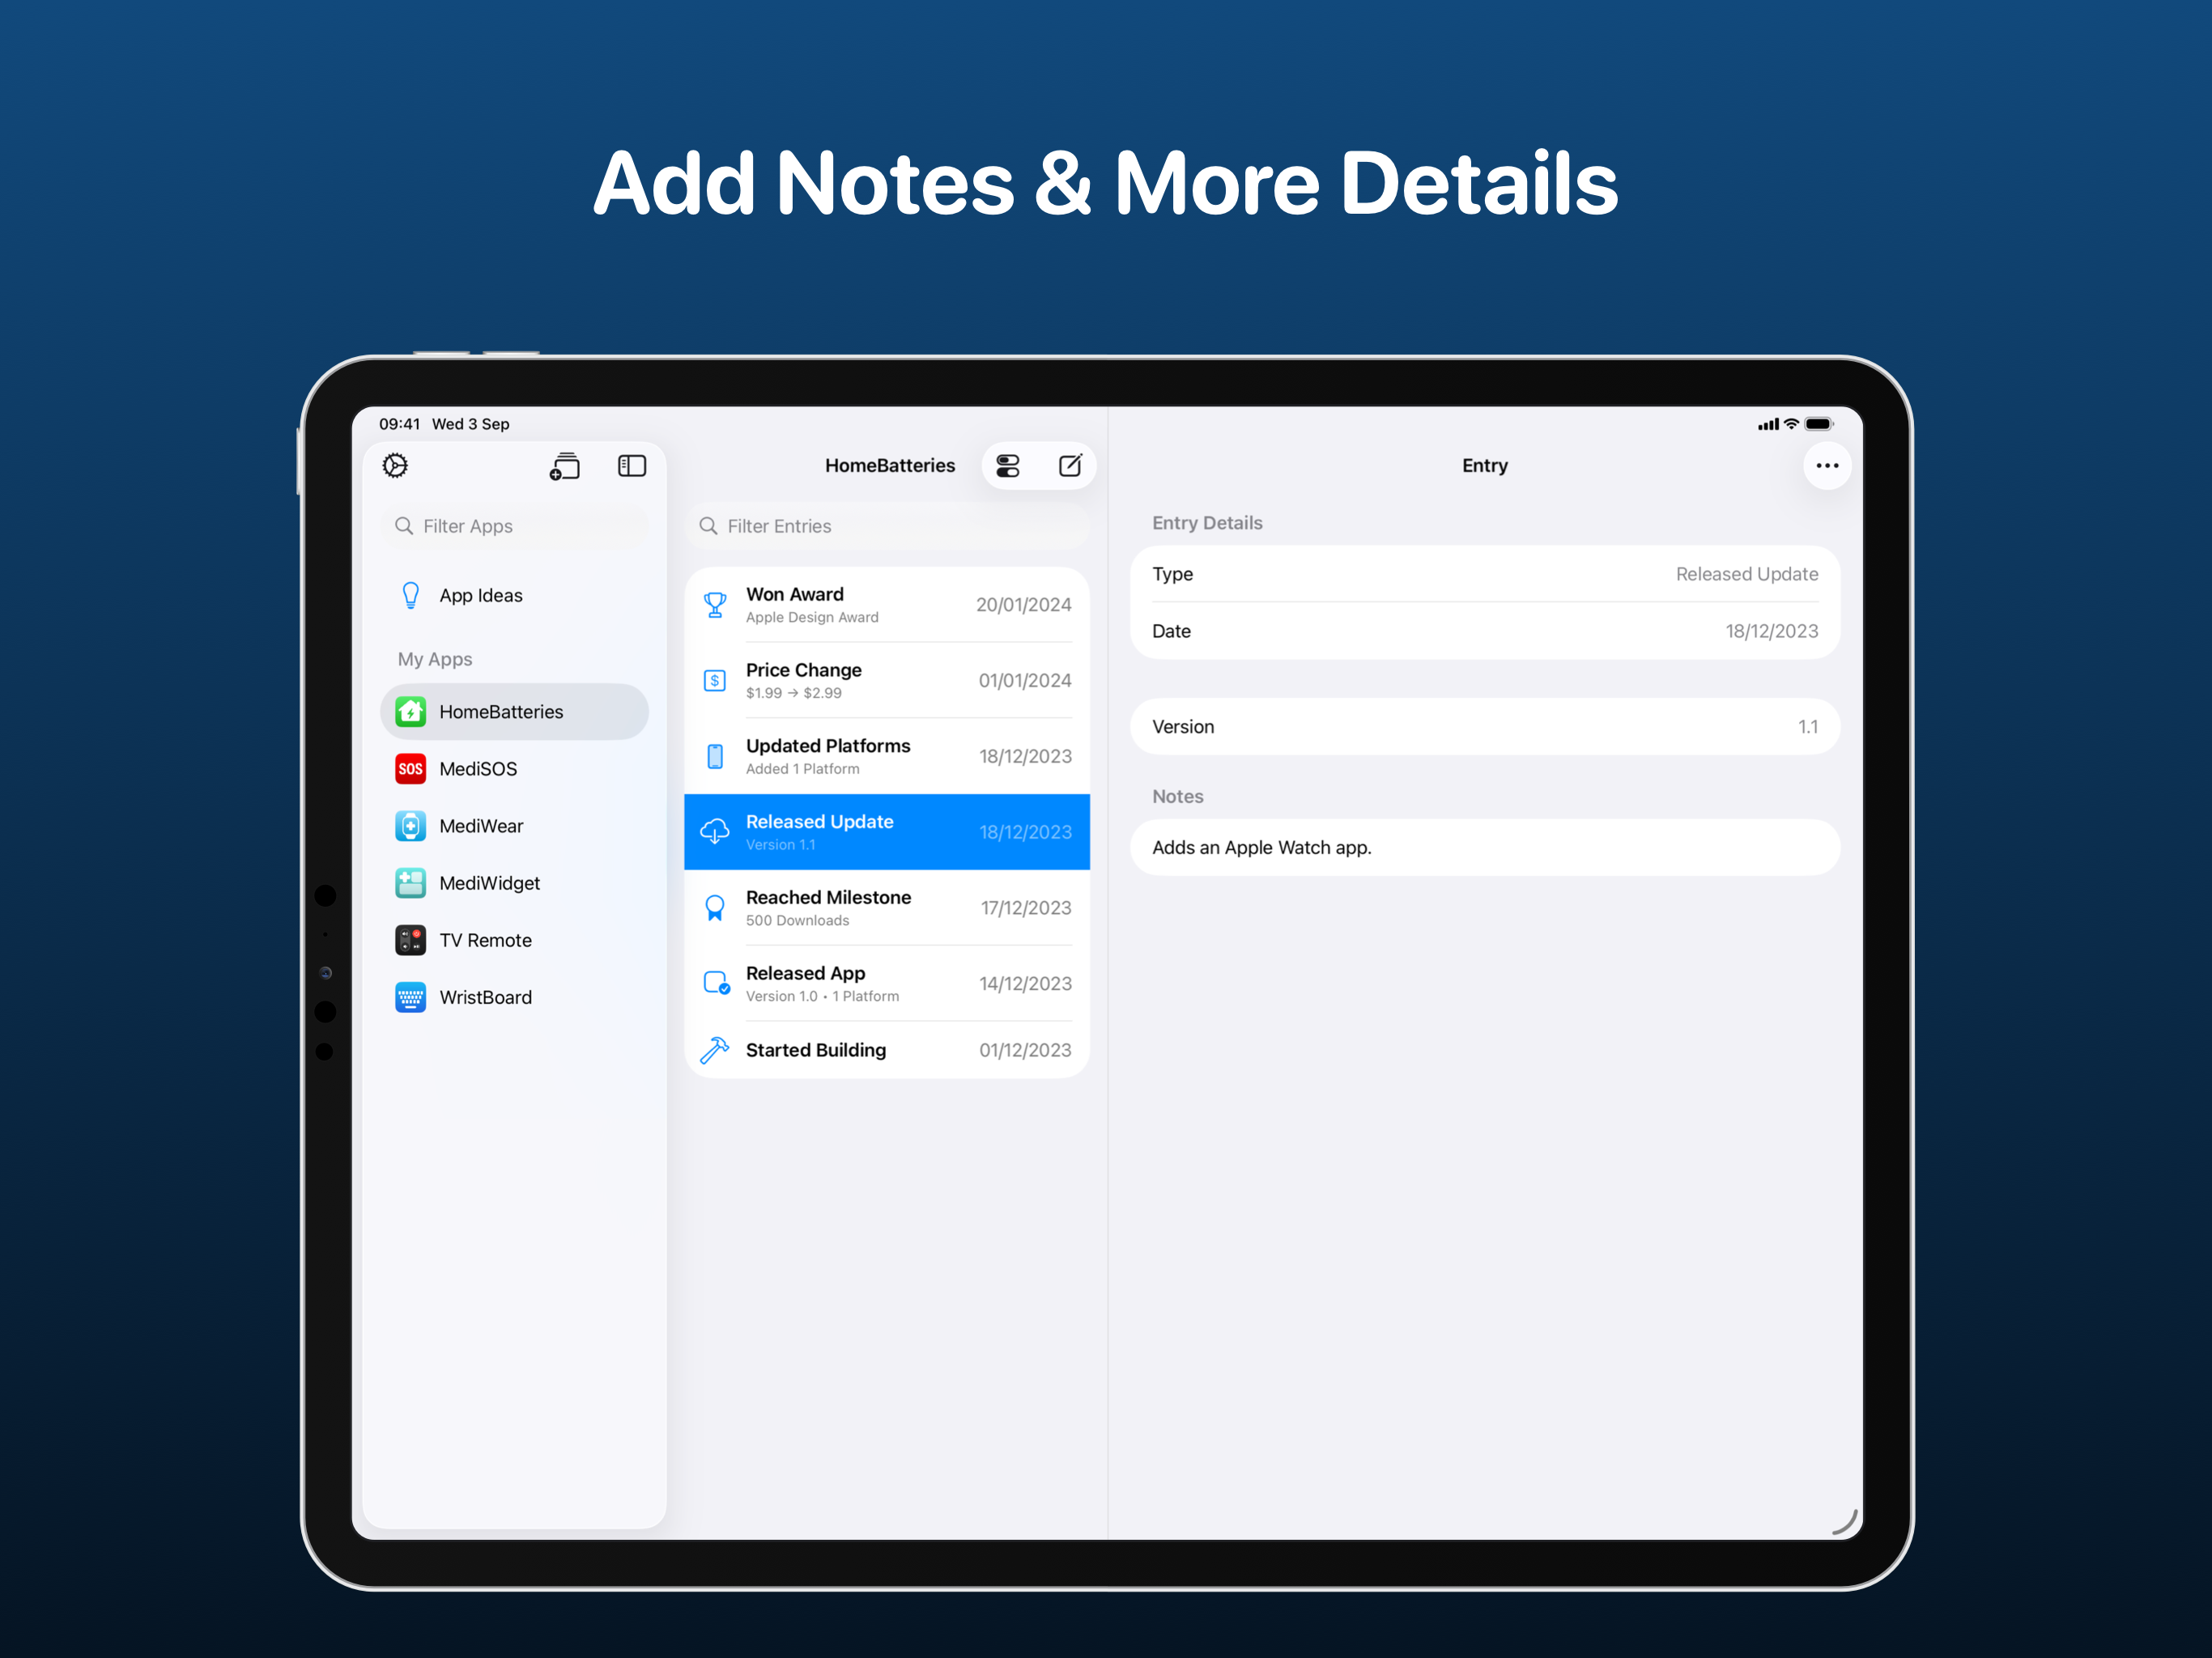 Add Notes & More Details
09:41 Wed 3 Sep
Filter Apps
App Ideas
My Apps
HomeBatteries
SOS MediSOS
MediWear
MediWidget
TV Remote
WristBoard
HomeBatteries
Filter Entries
Won Award 20/01/2024
Apple Design Award
$ Price Change 01/01/2024
$1.99 → $2.99
Updated Platforms 18/12/2023
Added 1 Platform
Released Update 18/12/2023
Version 1.1
Reached Milestone 17/12/2023
500 Downloads
Released App 14/12/2023
Version 1.0 • 1 Platform
Started Building 01/12/2023
Entry
Entry Details
Type Released Update
Date 18/12/2023
Version 1.1
Notes
Adds an Apple Watch app.